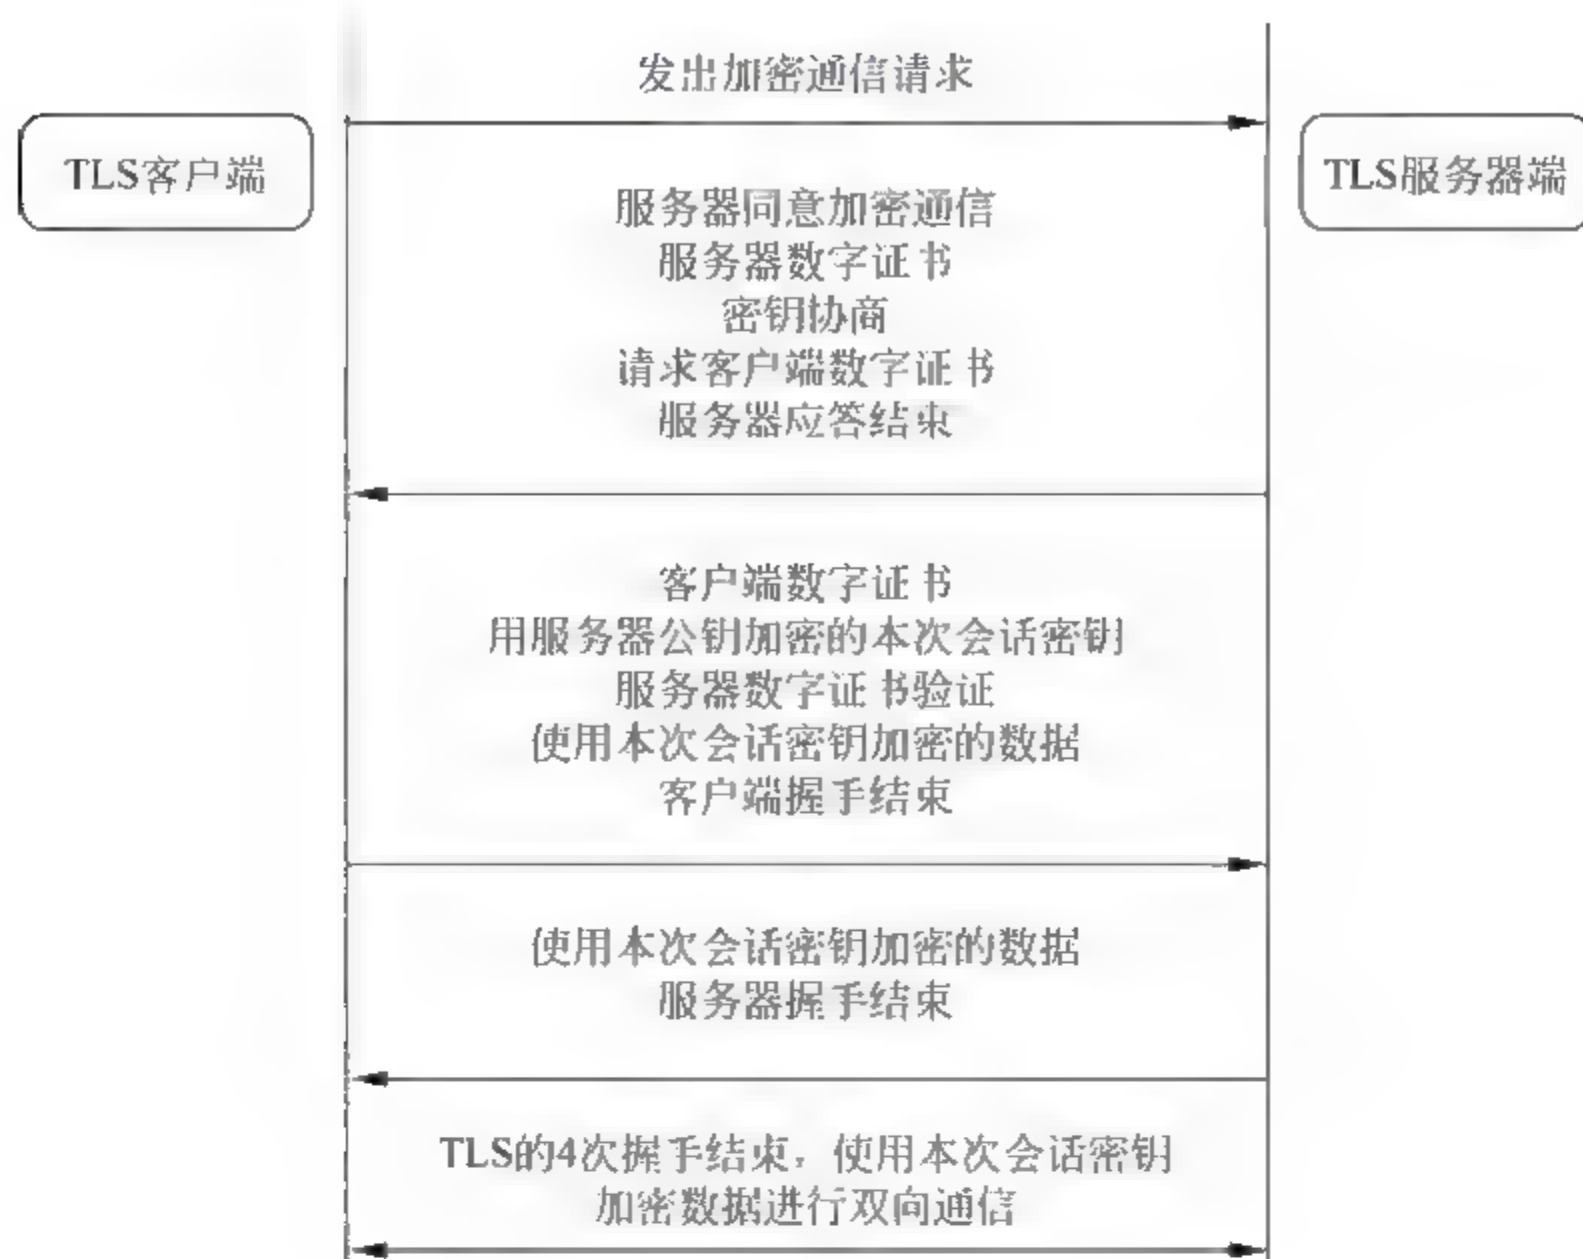 发出加密通信请求
TLS客户端
TLS服务器端
服务器同意加密通信
服务器数字证书
密钥协商
请求客户端数字证书
服务器应答结束
客户端数字证书
用服务器公钥加密的本次会话密钥
服务器数字证书验证
使用本次会话密钥加密的数据
客户端握手结束
使用本次会话密钥加密的数据
服务器握手结束
TLS的4次握手结束，使用本次会话密钥
加密数据进行双向通信